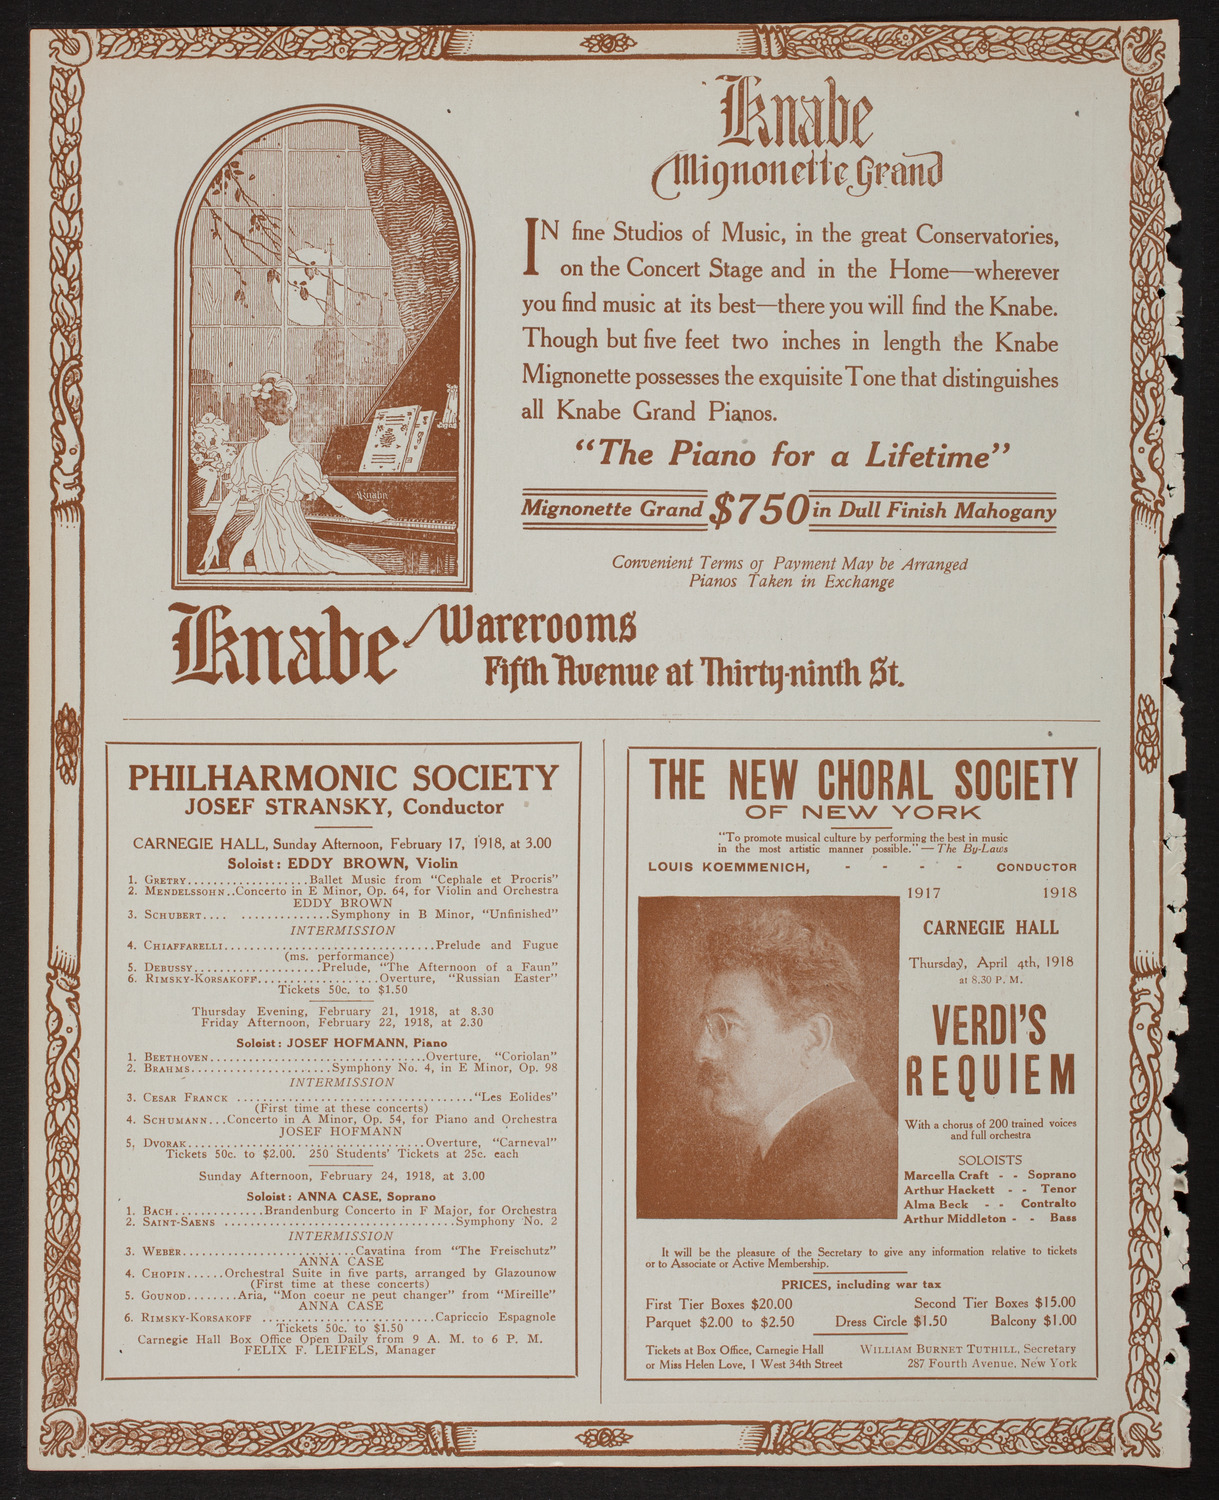 Knabe
Mignonette Grand
IN fine Studios of Music, in the great Conservatories,
on the Concert Stage and in the Home—wherever
you find music at its best—there you will find the Knabe.
Though but five feet two inches in length the Knabe
Mignonette possesses the exquisite Tone that distinguishes
all Knabe Grand Pianos.
"The Piano for a Lifetime"
Mignonette Grand $750 in Dull Finish Mahogany
Convenient Terms of Payment May be Arranged
Pianos Taken in Exchange
Knabe
Knabe Warerooms
Fifth Avenue at Thirty-ninth St.
PHILHARMONIC SOCIETY
JOSEF STRANSKY, Conductor
CARNEGIE HALL, Sunday Afternoon, February 17, 1918, at 3.00
Soloist: EDDY BROWN, Violin
1. GRETRY...................Ballet Music from "Cephale et Procris"
2. MENDELSSOHN..Concerto in E Minor, Op. 64, for Violin and Orchestra
EDDY BROWN
3. SCHUBERT.... ..............Symphony in B Minor, "Unfinished"
INTERMISSION
4. CHIAFFARELLI.................................Prelude and Fugue
(ms. performance)
5. DEBUSSY....................Prelude, "The Afternoon of a Faun"
6. RIMSKY-KORSAKOFF...................Overture, "Russian Easter"
Tickets 50c. to $1.50
Thursday Evening, February 21, 1918, at 8.30
Friday Afternoon, February 22, 1918, at 2.30
Soloist: JOSEF HOFMANN, Piano
1. BEETHOVEN..................................Overture, "Coriolan"
2. BRAHMS......................Symphony No. 4, in E Minor, Op. 98
INTERMISSION
3. CESAR FRANCK ......................................"Les Eolides"
(First time at these concerts)
4. SCHUMANN...Concerto in A Minor, Op. 54, for Piano and Orchestra
JOSEF HOFMANN
5. DVORAK.....................................Overture, "Carneval"
Tickets 50c. to $2.00. 250 Students' Tickets at 25c. each
Sunday Afternoon, February 24, 1918, at 3.00
Soloist: ANNA CASE, Soprano
1. BACH..............Brandenburg Concerto in F Major, for Orchestra
2. SAINT-SAENS ....................................Symphony No. 2
INTERMISSION
3. WEBER...........................Cavatina from "The Freischutz"
ANNA CASE
4. CHOPIN......Orchestral Suite in five parts, arranged by Glazounow
(First time at these concerts)
5. GOUNOD........Aria, "Mon coeur ne peut changer" from "Mireille"
ANNA CASE
6. RIMSKY-KORSAKOFF ...........................Capriccio Espagnole
Tickets 50c. to $1.50
Carnegie Hall Box Office Open Daily from 9 A. M. to 6 P. M.
FELIX F. LEIFELS, Manager
THE NEW CHORAL SOCIETY
OF NEW YORK
"To promote musical culture by performing the best in music
in the most artistic manner possible."—The By-Laws
LOUIS KOEMMENICH, - - - - - CONDUCTOR
1917 1918
CARNEGIE HALL
Thursday, April 4th, 1918
at 8.30 P. M.
VERDI'S
REQUIEM
With a chorus of 200 trained voices
and full orchestra
SOLOISTS
Marcella Craft - - Soprano
Arthur Hackett - - Tenor
Alma Beck - - Contralto
Arthur Middleton - - Bass
It will be the pleasure of the Secretary to give any information relative to tickets
or to Associate or Active Membership.
PRICES, including war tax
First Tier Boxes $20.00 Second Tier Boxes $15.00
Parquet $2.00 to $2.50 Dress Circle $1.50 Balcony $1.00
Tickets at Box Office, Carnegie Hall WILLIAM BURNET TUTHILL, Secretary
or Miss Helen Love, 1 West 34th Street 287 Fourth Avenue, New York